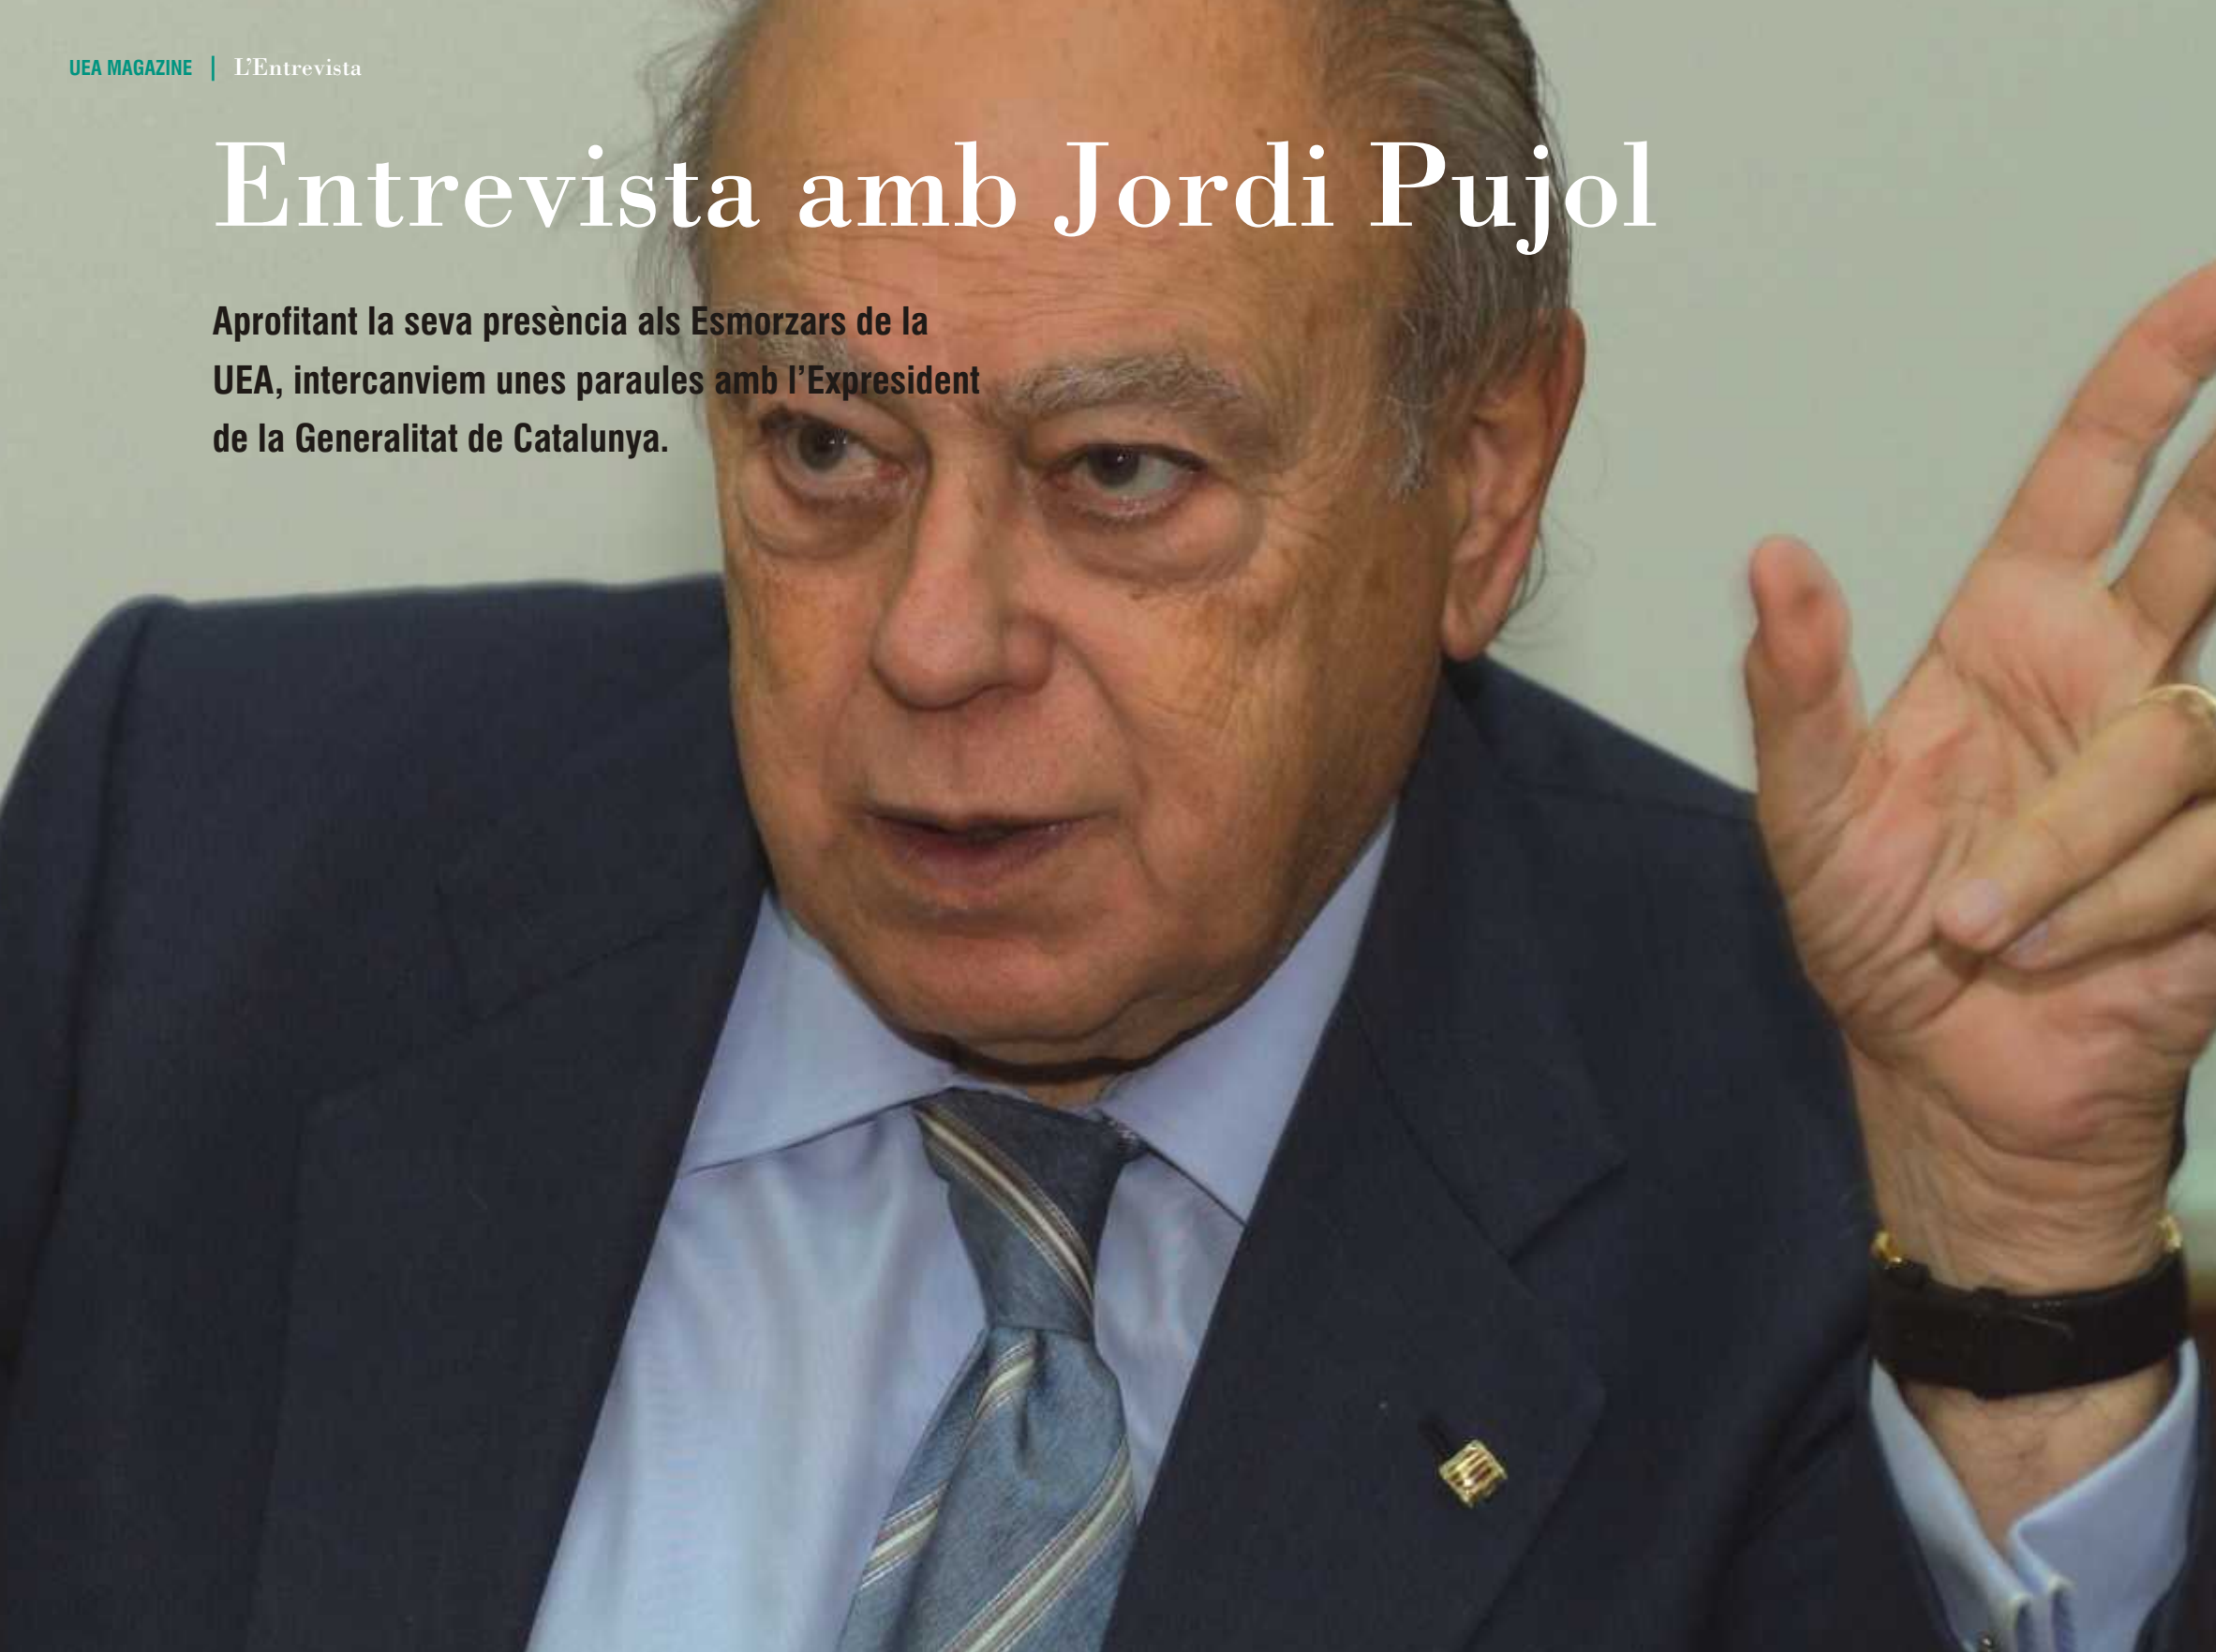 UEA MAGAZINE | L’Entrevista
Entrevista amb Jordi Pujol
Aprofitant la seva presència als Esmorzars de la
UEA, intercanviem unes paraules amb l’Expresident
de la Generalitat de Catalunya.